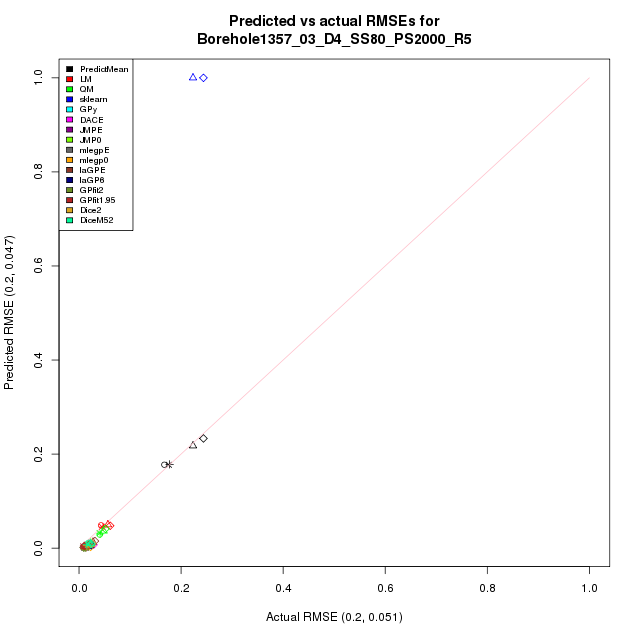 Predicted vs actual RMSEs for
Borehole1357_03_D4_SS80_PS2000_R5
PredictMean
LM
QM
sklearn
GPy
DACE
JMPE
JMP0
mlegpE
mlegp0
laGPE
laGP6
GPfit2
GPfit1.95
Dice2
DiceM52
Predicted RMSE (0.2, 0.047)
1.0
0.8
0.6
0.4
0.2
0.0
0.0 0.2 0.4 0.6 0.8 1.0
Actual RMSE (0.2, 0.051)